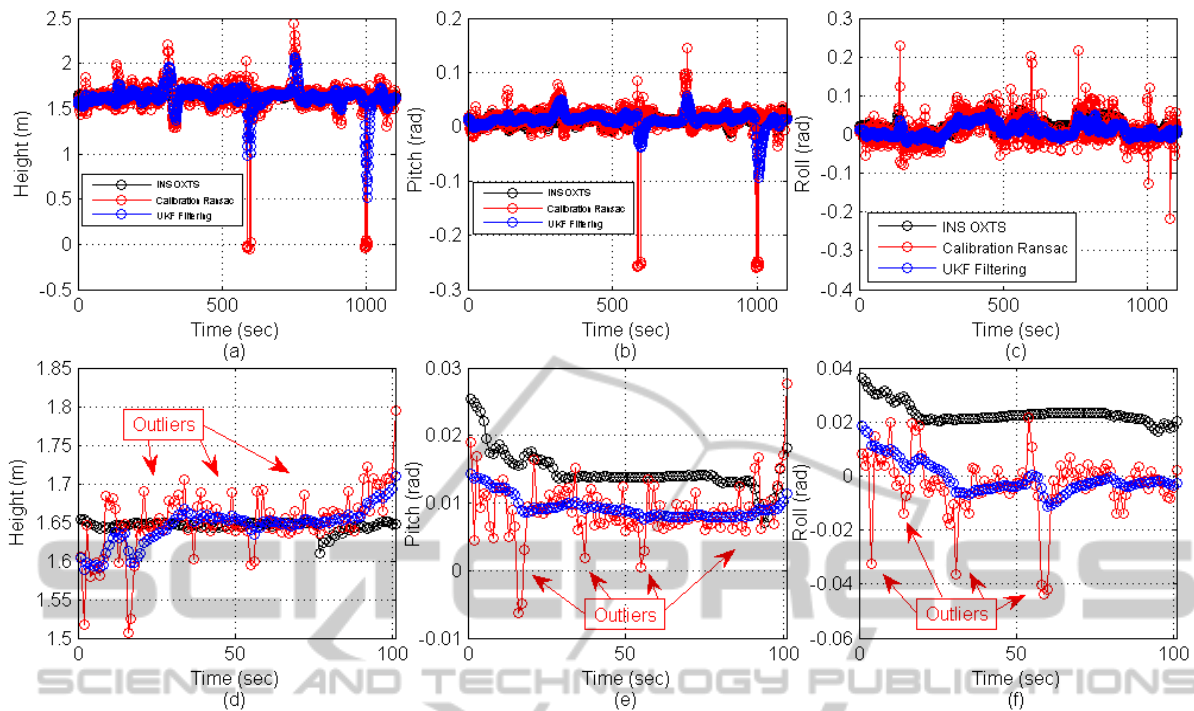 2.5
2
1.5
1
0.5
0
-0.5
Height (m)
INS OXTS
Calibration Ransac
UKF Filtering
0
500
1000
Time (sec)
(a)
0.2
0.1
0
-0.1
-0.2
-0.3
Pitch (rad)
INS OXTS
Calibration Ransac
UKF Filtering
0
500
1000
Time (sec)
(b)
0.3
0.2
0.1
0
-0.1
-0.2
-0.3
-0.4
Roll (rad)
INS OXTS
Calibration Ransac
UKF Filtering
0
500
1000
Time (sec)
(c)
1.85
1.8
1.75
1.7
1.65
1.6
1.55
1.5
Height (m)
Outliers
0
50
100
Time (sec)
(d)
0.03
0.02
0.01
0
-0.01
Pitch (rad)
Outliers
0
50
100
Time (sec)
(e)
0.04
0.02
0
-0.02
-0.04
-0.06
Roll (rad)
Outliers
0
50
100
Time (sec)
(f)
SCITEPRESS
SCIENCE AND TECHNOLOGY PUBLICATIONS